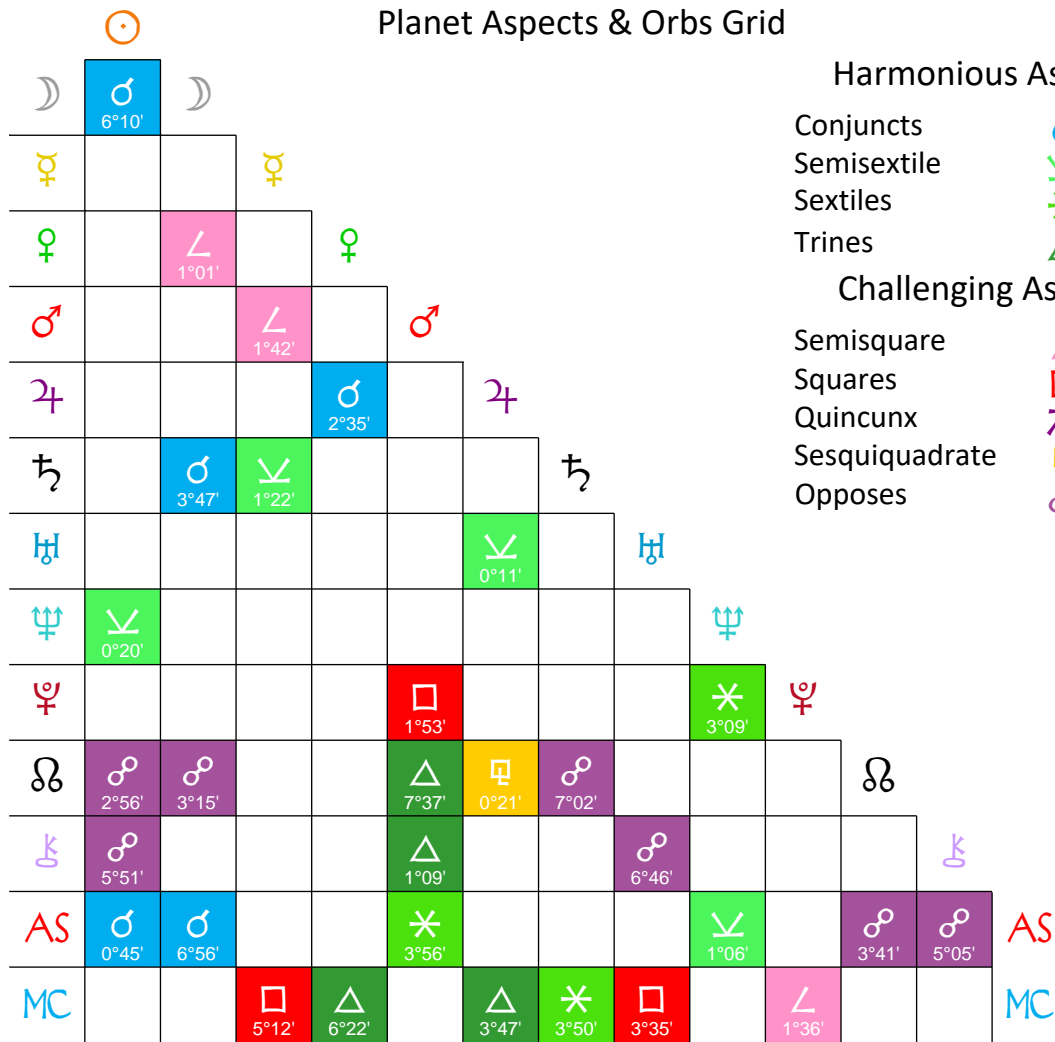 Planet Aspects & Orbs Grid
☉
Harmonious As
☽ ☌ 6°10' ☽
Conjuncts ☌
Semisextile ⚺
Sextiles ⚹
Trines △
☿ ☿
♀ ∠ 1°01' ♀
Challenging As
♂ ∠ 1°42' ♂
Semisquare ∠
Squares □
Quincunx ⚻
Sesquiquadrate ⚼
Opposes ☍
♃ ☌ 2°35' ♃
♄ ☌ 3°47' ⚺ 1°22' ♄
♅ ⚺ 0°11' ♅
♆ ⚺ 0°20' ♆
♇ □ 1°53' ⚹ 3°09' ♇
☊ ☍ 2°56' ☍ 3°15' △ 7°37' ⚼ 0°21' ☍ 7°02' ☊
⚷ ☍ 5°51' △ 1°09' ☍ 6°46' ⚷
AS ☌ 0°45' ☌ 6°56' ⚹ 3°56' ⚺ 1°06' ☍ 3°41' ☍ 5°05' AS
MC □ 5°12' △ 6°22' △ 3°47' ⚹ 3°50' □ 3°35' ∠ 1°36' MC